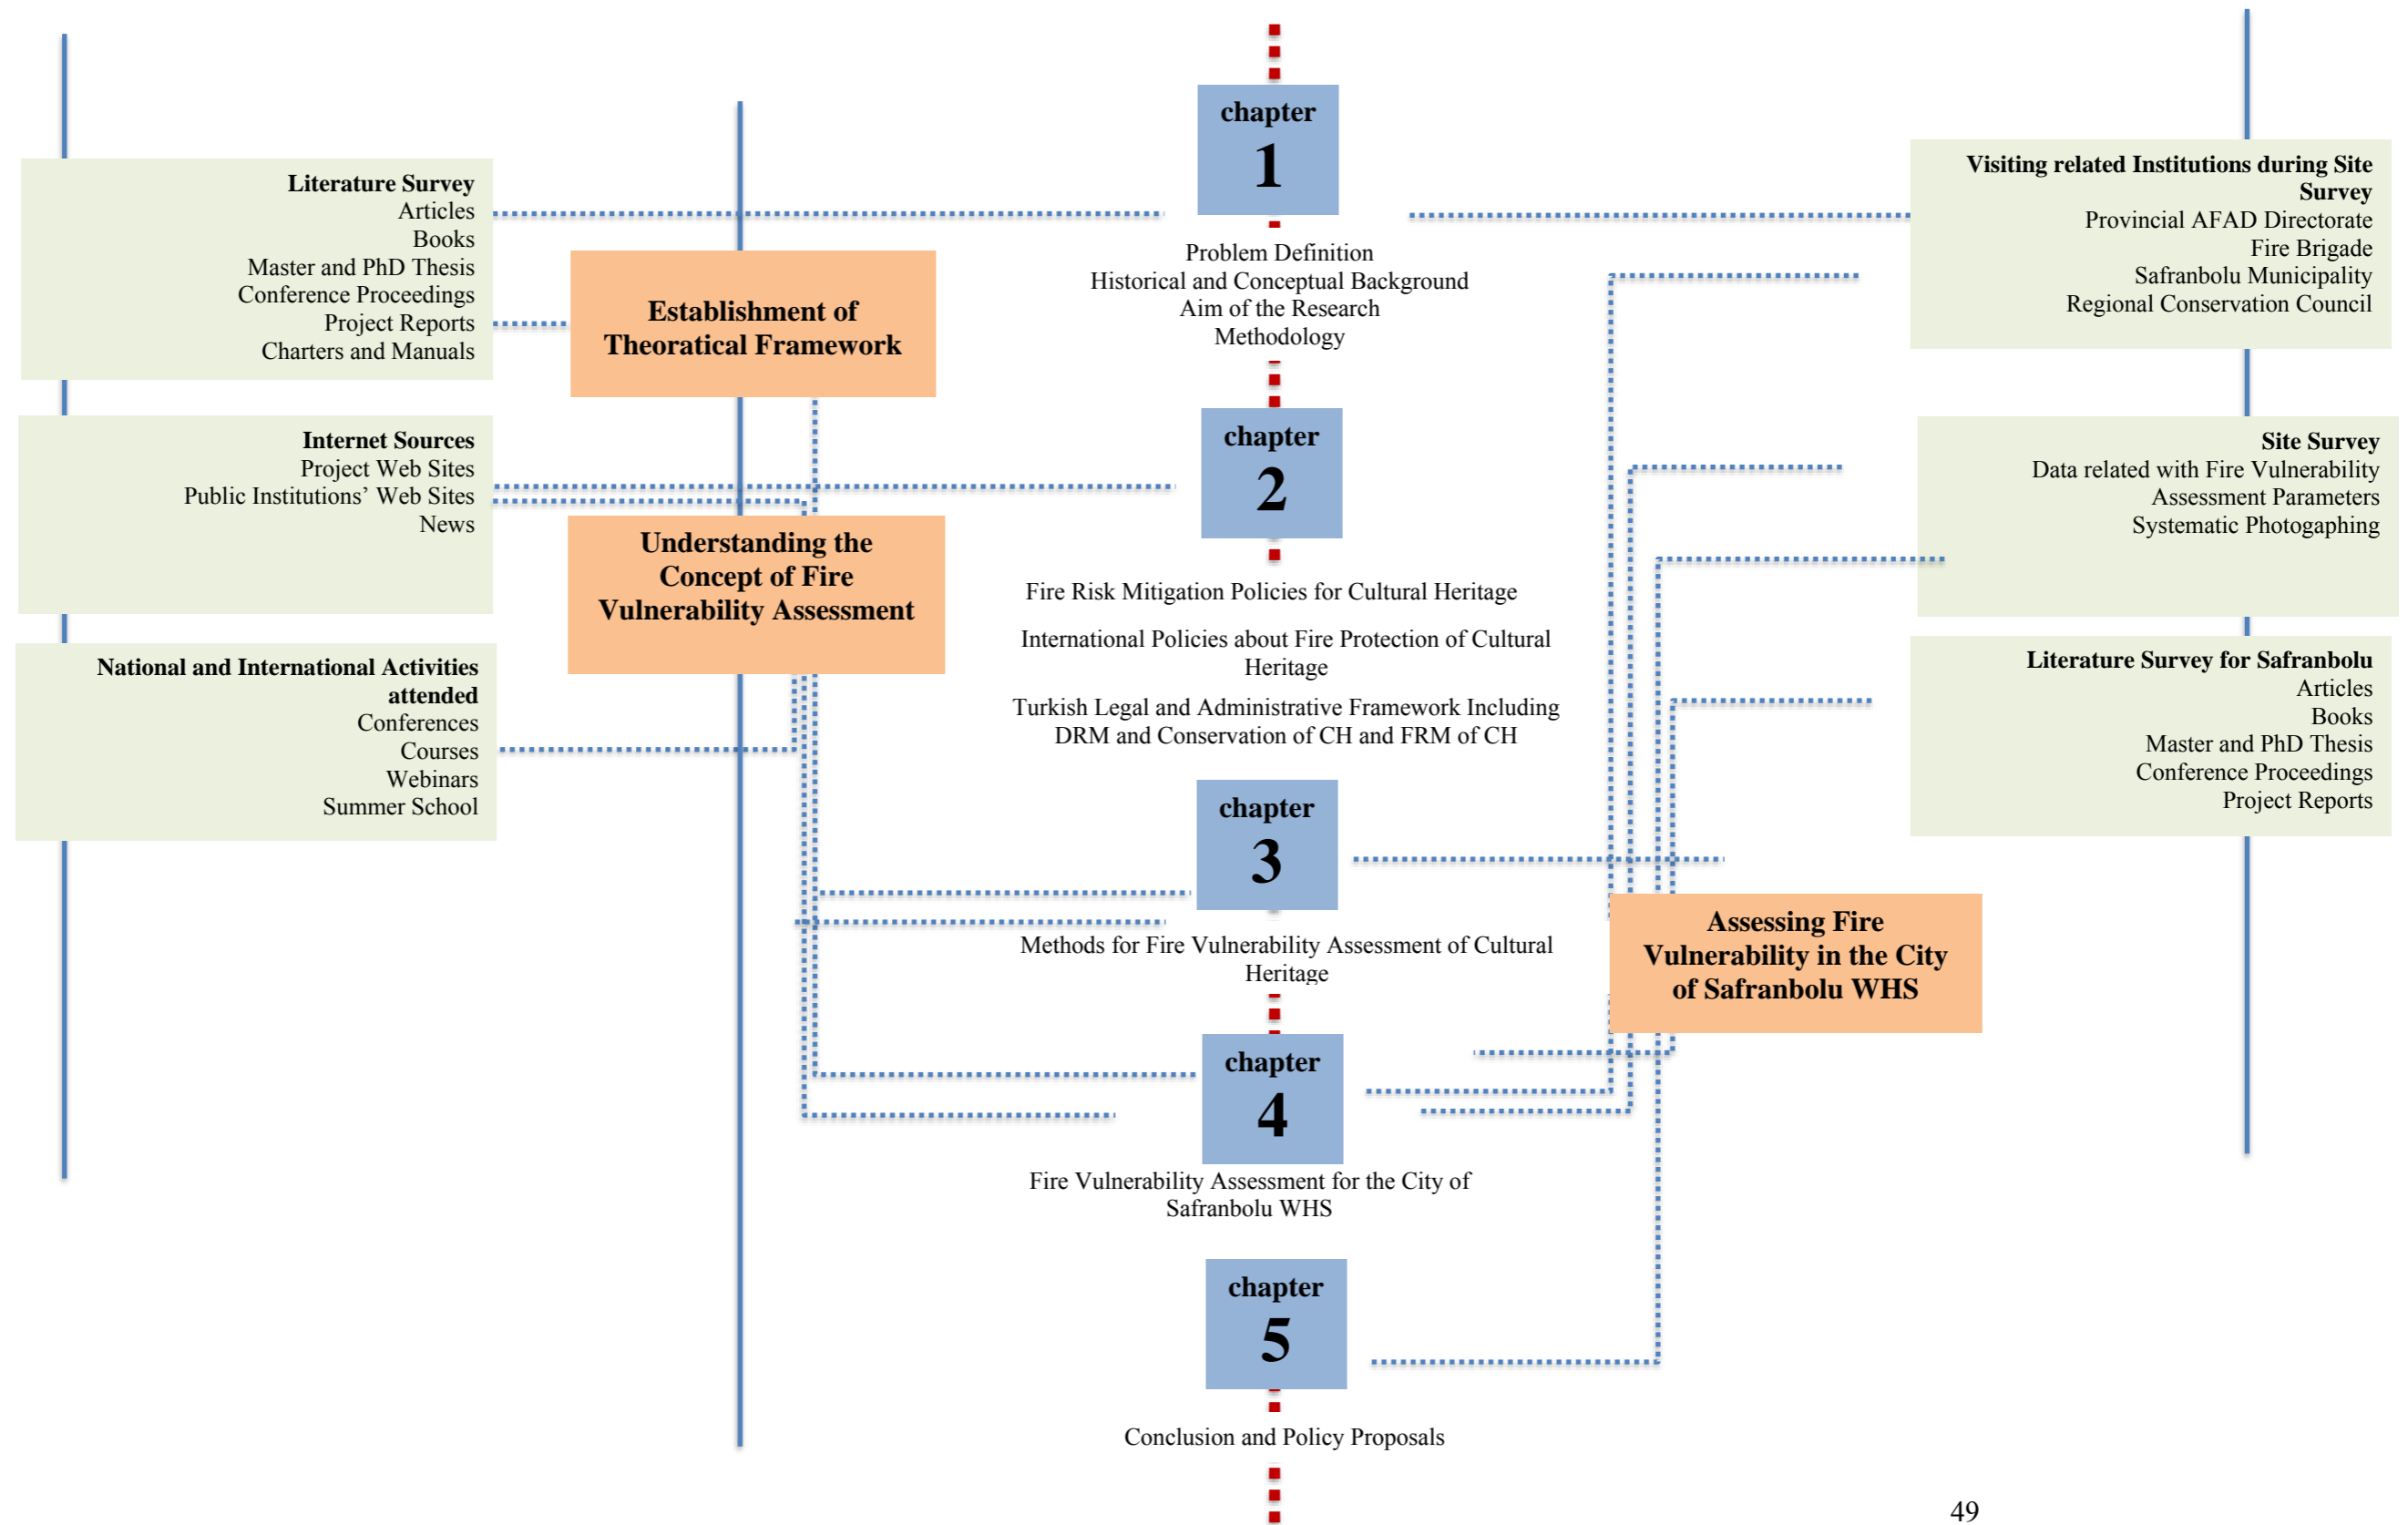 Literature Survey
Articles
Books
Master and PhD Thesis
Conference Proceedings
Project Reports
Charters and Manuals
Internet Sources
Project Web Sites
Public Institutions’ Web Sites
News
National and International Activities
attended
Conferences
Courses
Webinars
Summer School
Establishment of
Theoratical Framework
Understanding the
Concept of Fire
Vulnerability Assessment
chapter
1
Problem Definition
Historical and Conceptual Background
Aim of the Research
Methodology
chapter
2
Fire Risk Mitigation Policies for Cultural Heritage
International Policies about Fire Protection of Cultural
Heritage
Turkish Legal and Administrative Framework Including
DRM and Conservation of CH and FRM of CH
chapter
3
Methods for Fire Vulnerability Assessment of Cultural
Heritage
chapter
4
Fire Vulnerability Assessment for the City of
Safranbolu WHS
chapter
5
Conclusion and Policy Proposals
Visiting related Institutions during Site
Survey
Provincial AFAD Directorate
Fire Brigade
Safranbolu Municipality
Regional Conservation Council
Site Survey
Data related with Fire Vulnerability
Assessment Parameters
Systematic Photogaphing
Literature Survey for Safranbolu
Articles
Books
Master and PhD Thesis
Conference Proceedings
Project Reports
Assessing Fire
Vulnerability in the City
of Safranbolu WHS
49